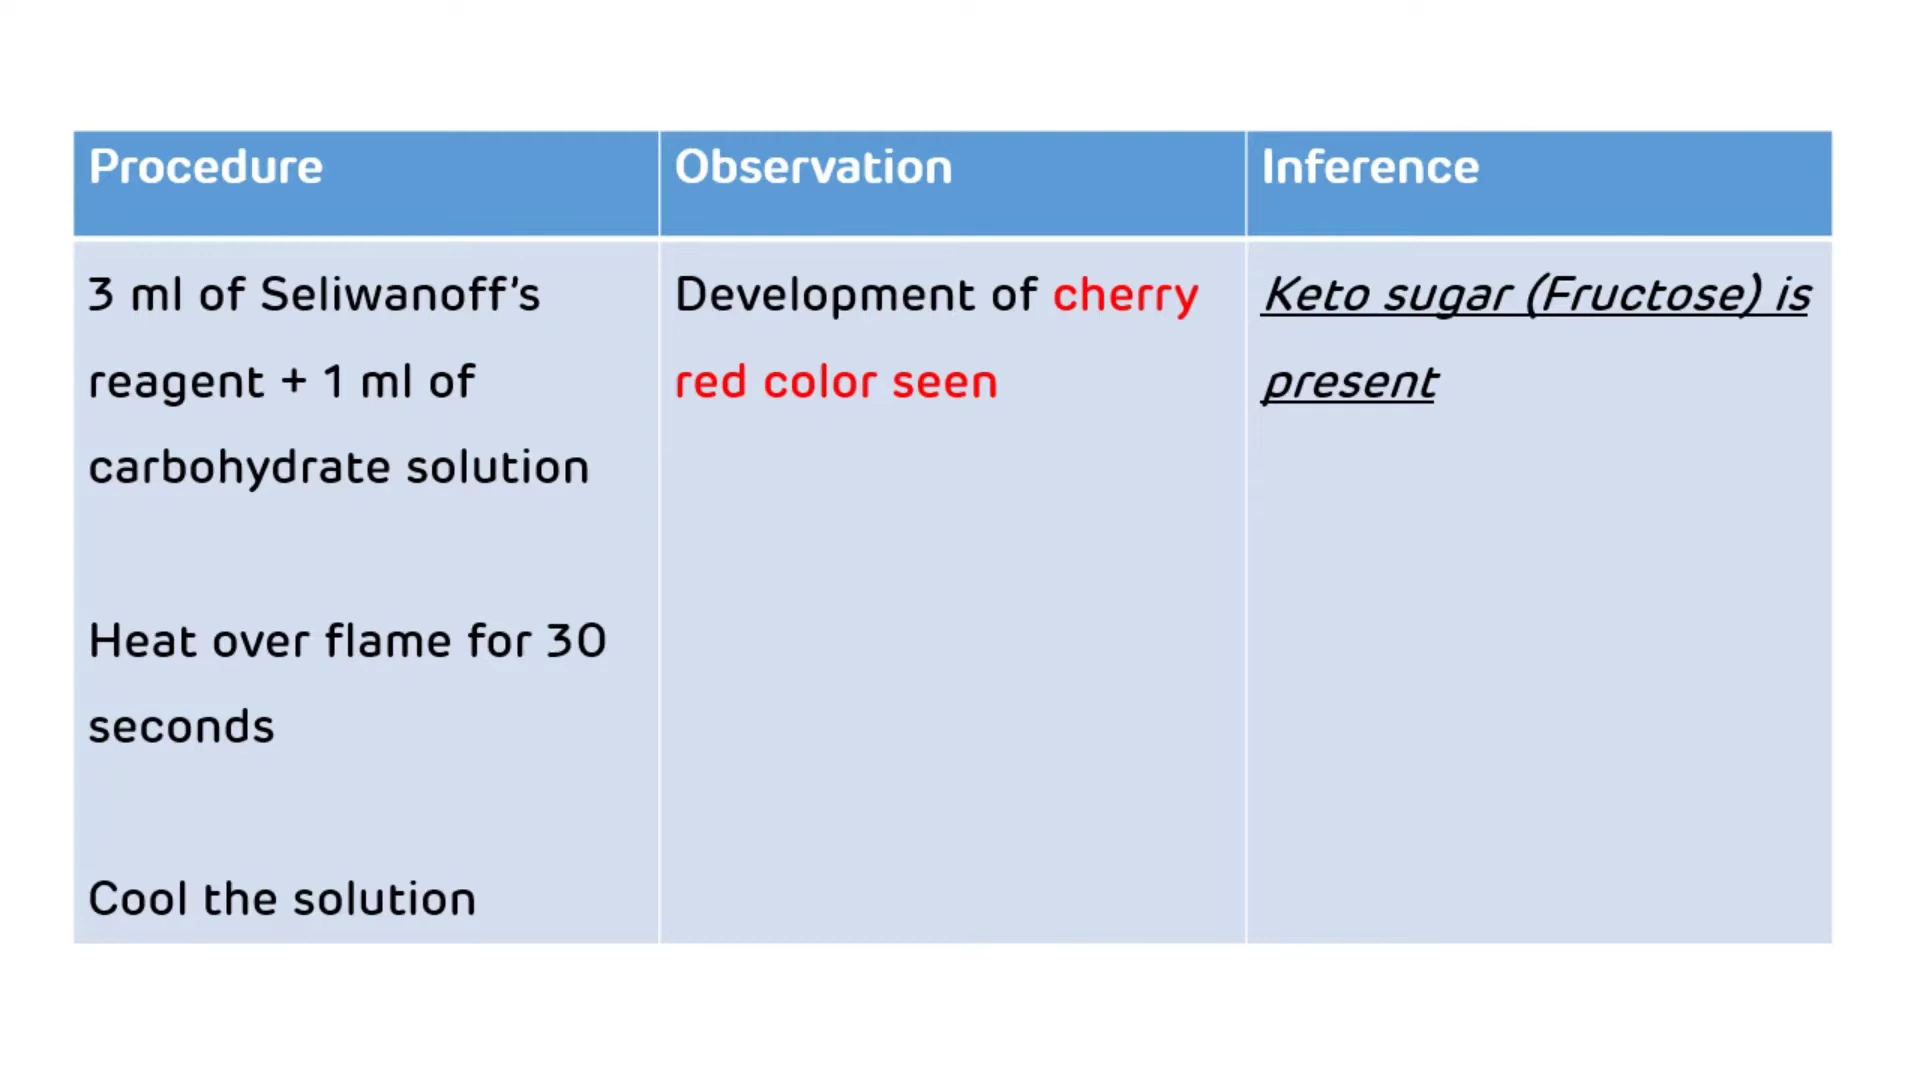 Procedure
Observation
Inference
3 ml of Seliwanoff's
reagent + 1 ml of
carbohydrate solution
Heat over flame for 30
seconds
Cool the solution
Development of cherry
red color seen
Keto sugar (Fructose) is
present